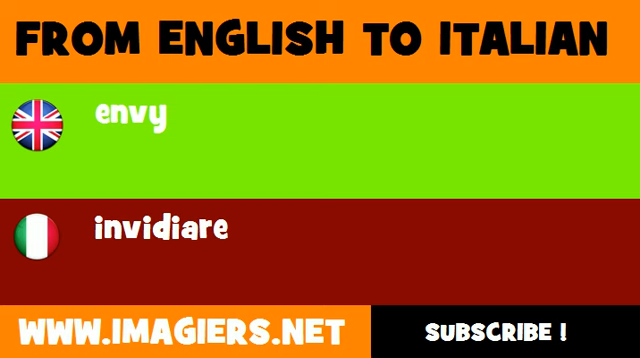 FROM ENGLISH TO ITALIAN
envy
invidiare
WWW.IMAGIERS.NET
SUBSCRIBE !